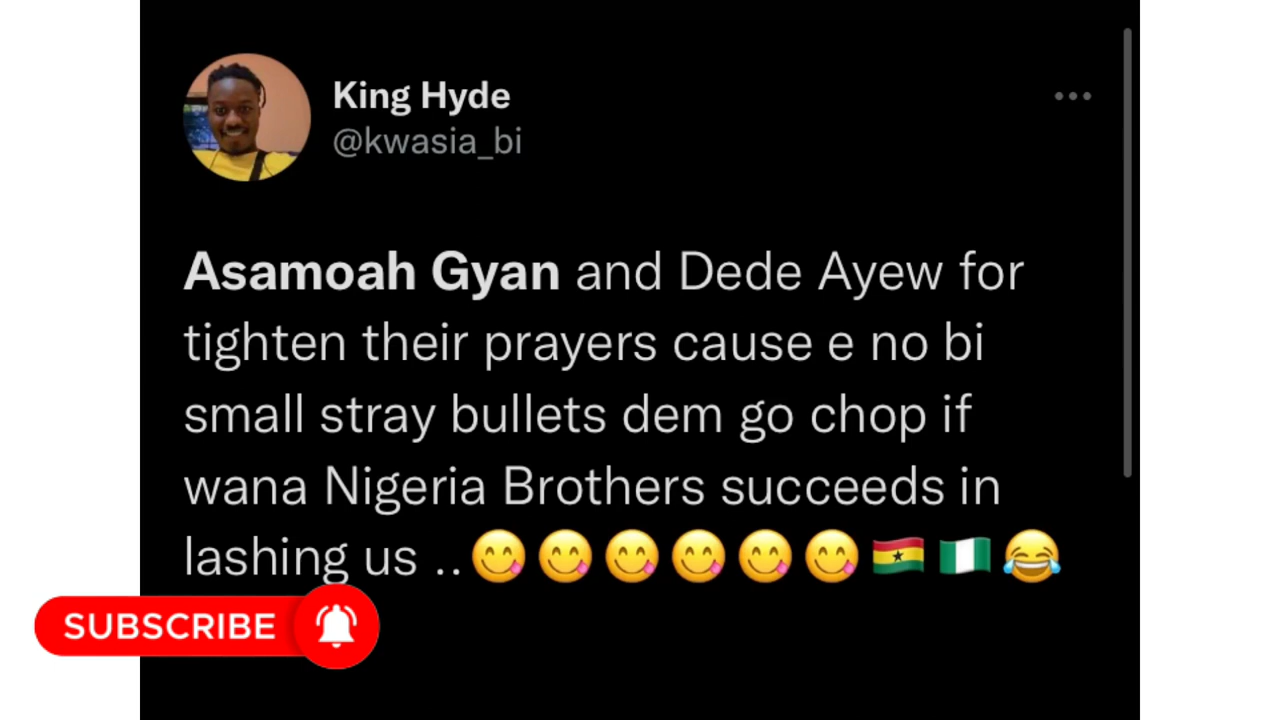 King Hyde
@kwasia_bi
Asamoah Gyan and Dede Ayew for
tighten their prayers cause e no bi
small stray bullets dem go chop if
wana Nigeria Brothers succeeds in
lashing us ..😋😋😋😋😋😋🇬🇭🇳🇬😂
SUBSCRIBE